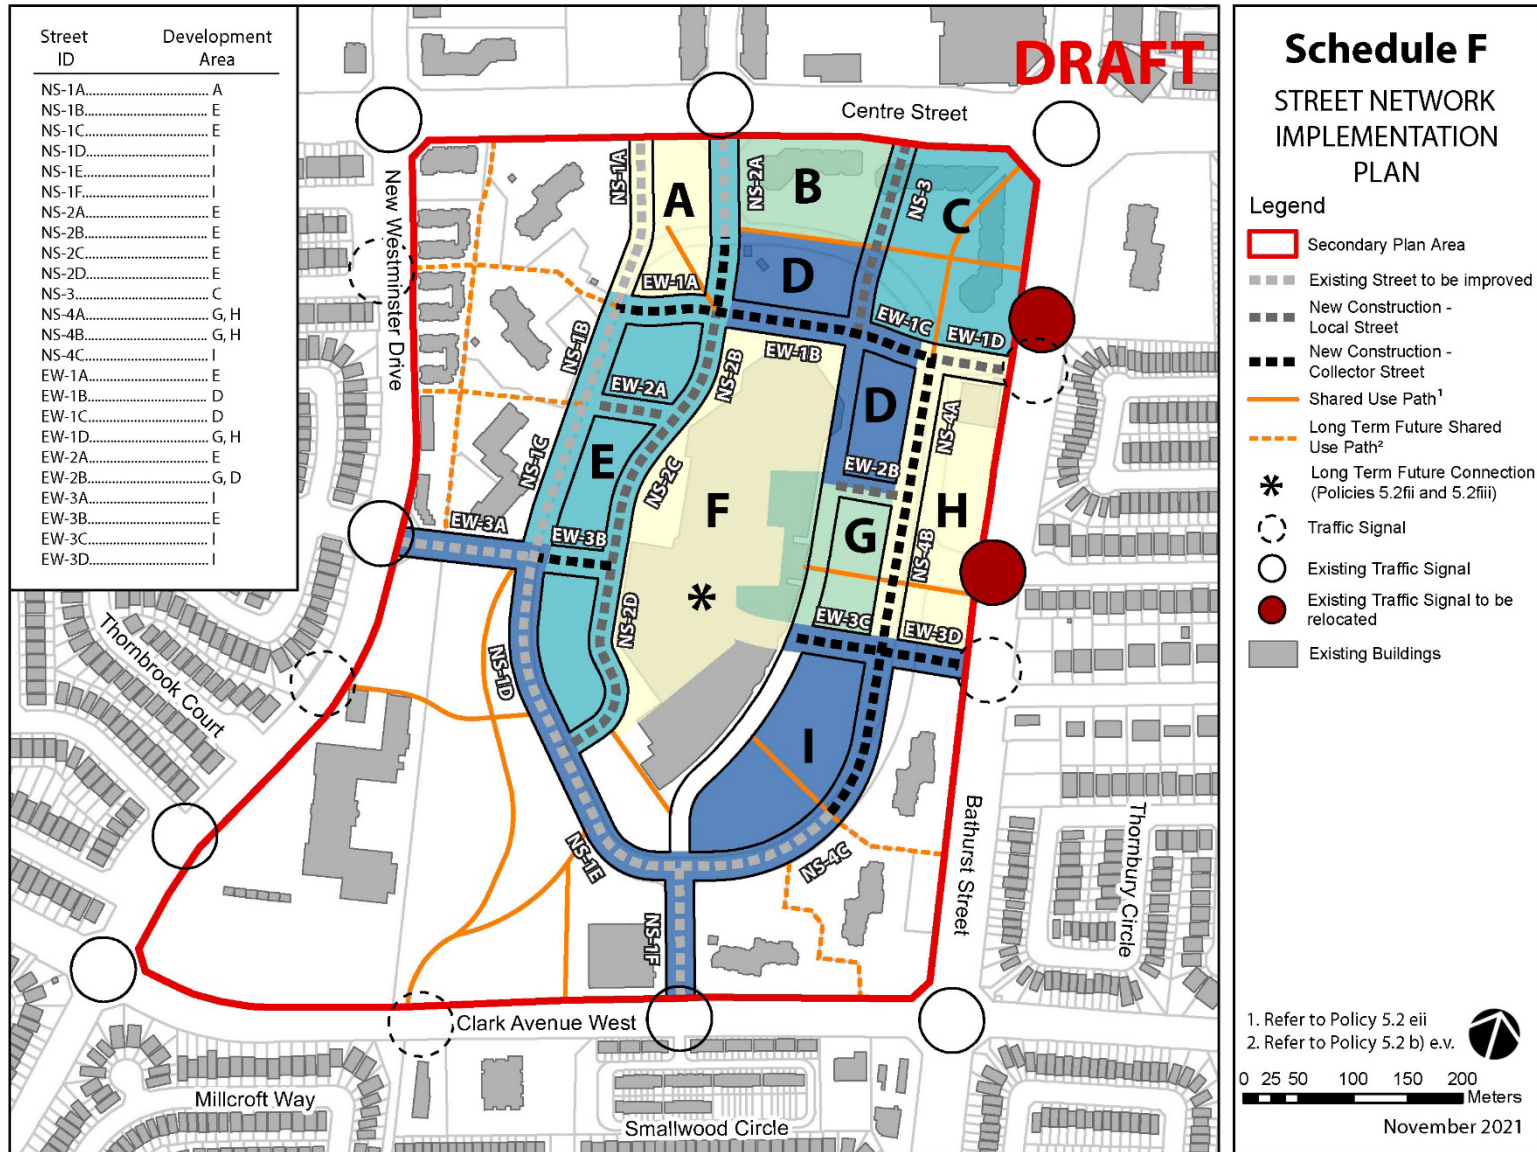 Street Development
ID Area
NS-1A................................ A
NS-1B................................ E
NS-1C................................ E
NS-1D................................ I
NS-1E................................ I
NS-1F................................ I
NS-2A................................ E
NS-2B................................ E
NS-2C................................ E
NS-2D................................ E
NS-3................................ C
NS-4A................................ G, H
NS-4B................................ G, H
NS-4C................................ I
EW-1A................................ E
EW-1B................................ D
EW-1C................................ D
EW-1D................................ G, H
EW-2A................................ E
EW-2B................................ G, D
EW-3A................................ I
EW-3B................................ E
EW-3C................................ I
EW-3D................................ I
DRAFT
Centre Street
New Westminster Drive
NS-1A
A
NS-2A
B
NS-3
C
D
EW-1A
EW-1B
EW-1C
EW-1D
NS-1B
NS-2B
EW-2A
D
NS-4A
NS-1C
E
NS-2C
EW-2B
F
G
H
NS-4B
EW-3A
EW-3B
*
NS-2D
EW-3C
EW-3D
NS-1D
I
NS-1E
NS-4C
NS-1F
Thornbrook Court
Bathurst Street
Thornbury Circle
Clark Avenue West
Millcroft Way
Smallwood Circle
Schedule F
STREET NETWORK
IMPLEMENTATION
PLAN
Legend
Secondary Plan Area
Existing Street to be improved
New Construction -
Local Street
New Construction -
Collector Street
Shared Use Path¹
Long Term Future Shared
Use Path²
* Long Term Future Connection
(Policies 5.2fii and 5.2fiii)
Traffic Signal
Existing Traffic Signal
Existing Traffic Signal to be
relocated
Existing Buildings
1. Refer to Policy 5.2 eii
2. Refer to Policy 5.2 b) e.v.
0 25 50 100 150 200
Meters
November 2021